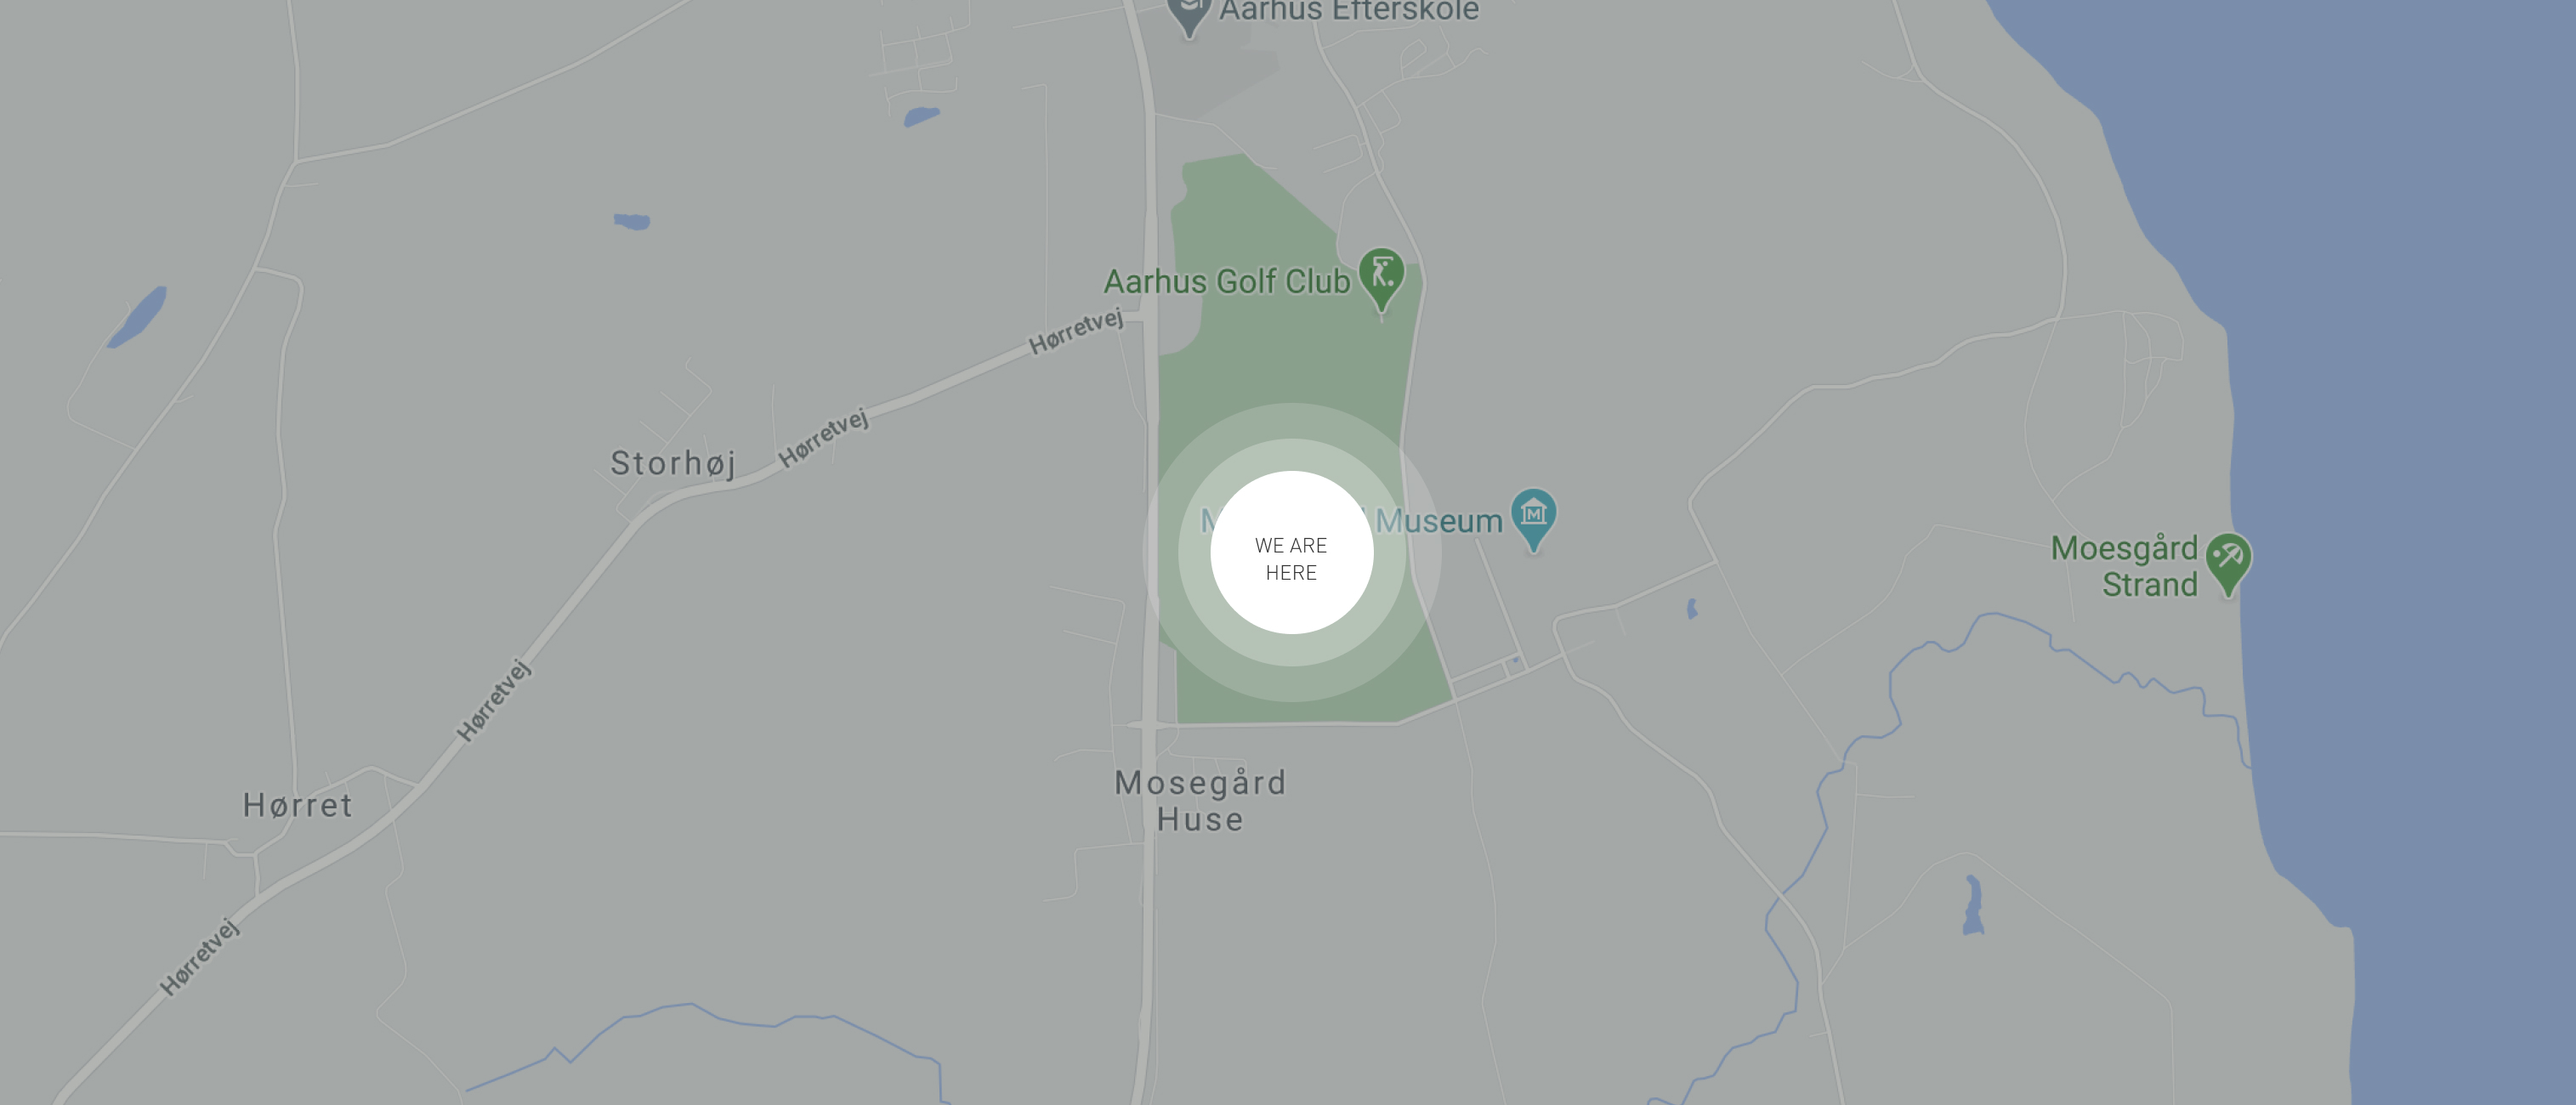 Aarhus Efterskole
Aarhus Golf Club
Hørretvej
Hørretvej
Storhøj
Museum
WE ARE
HERE
Moesgård
Strand
Hørretvej
Mosegård
Huse
Hørret
Hørretvej